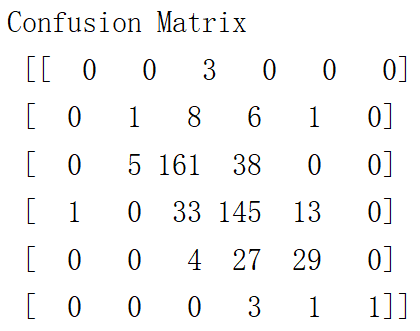 Confusion Matrix
[[ 0 0 3 0 0 0]
[ 0 1 8 6 1 0]
[ 0 5 161 38 0 0]
[ 1 0 33 145 13 0]
[ 0 0 4 27 29 0]
[ 0 0 0 3 1 1]]